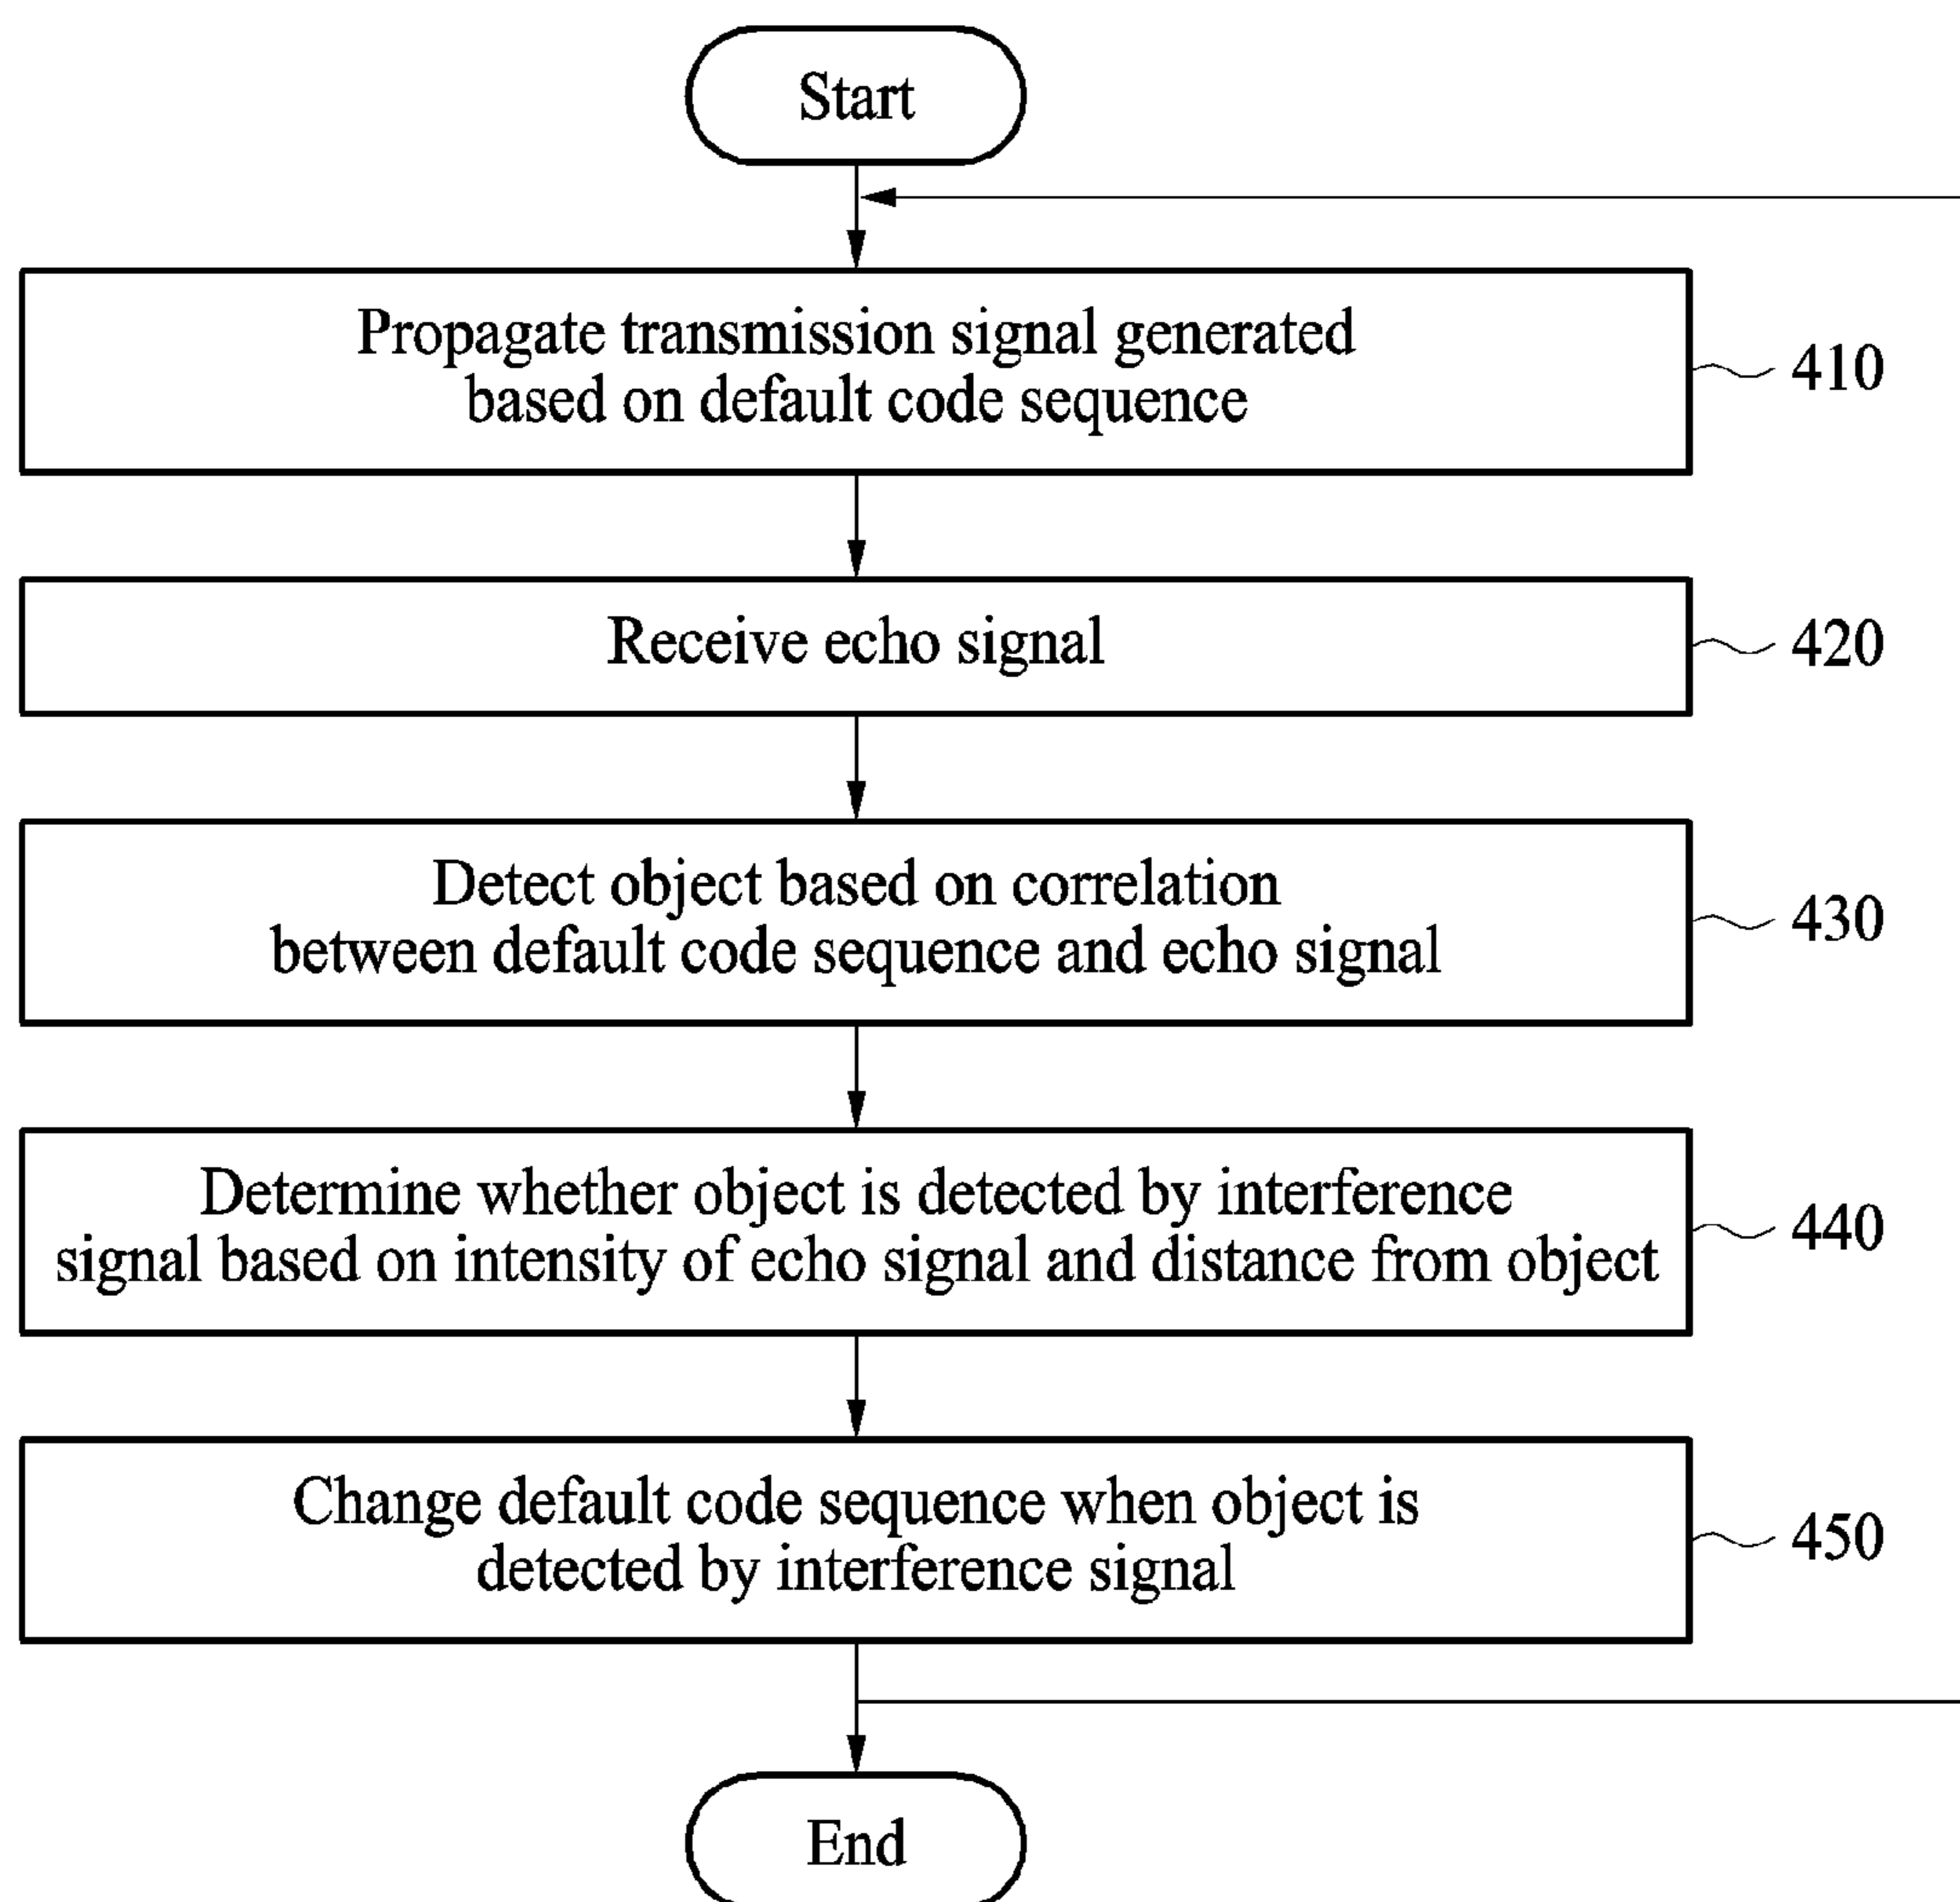 Start
Propagate transmission signal generated
based on default code sequence
410
Receive echo signal
420
Detect object based on correlation
between default code sequence and echo signal
430
Determine whether object is detected by interference
signal based on intensity of echo signal and distance from object
440
Change default code sequence when object is
detected by interference signal
450
End